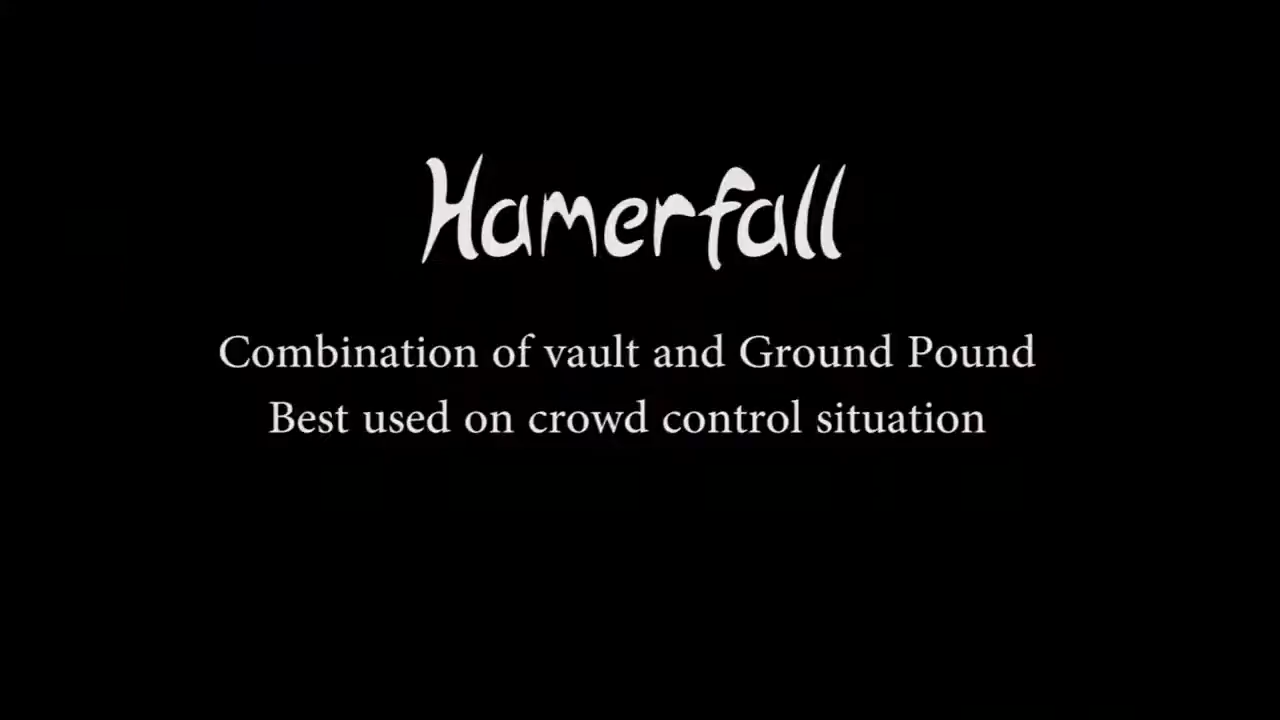 Hamerfall
Combination of vault and Ground Pound
Best used on crowd control situation